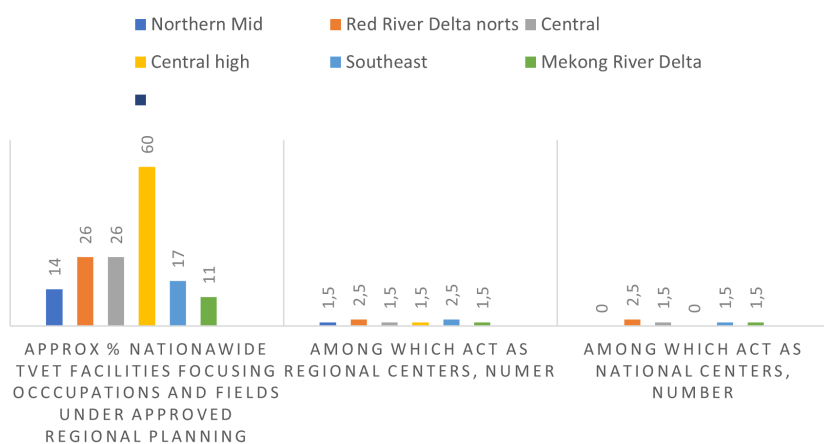 Northern Mid Red River Delta norts Central
Central high Southeast Mekong River Delta
14 26 26 60 17 11
1,5 2,5 1,5 1,5 2,5 1,5
0 2,5 1,5 0 1,5 1,5
APPROX % NATIONAWIDE
TVET FACILITIES FOCUSING
OCCCUPATIONS AND FIELDS
UNDER APPROVED
REGIONAL PLANNING
AMONG WHICH ACT AS
REGIONAL CENTERS, NUMER
AMONG WHICH ACT AS
NATIONAL CENTERS,
NUMBER